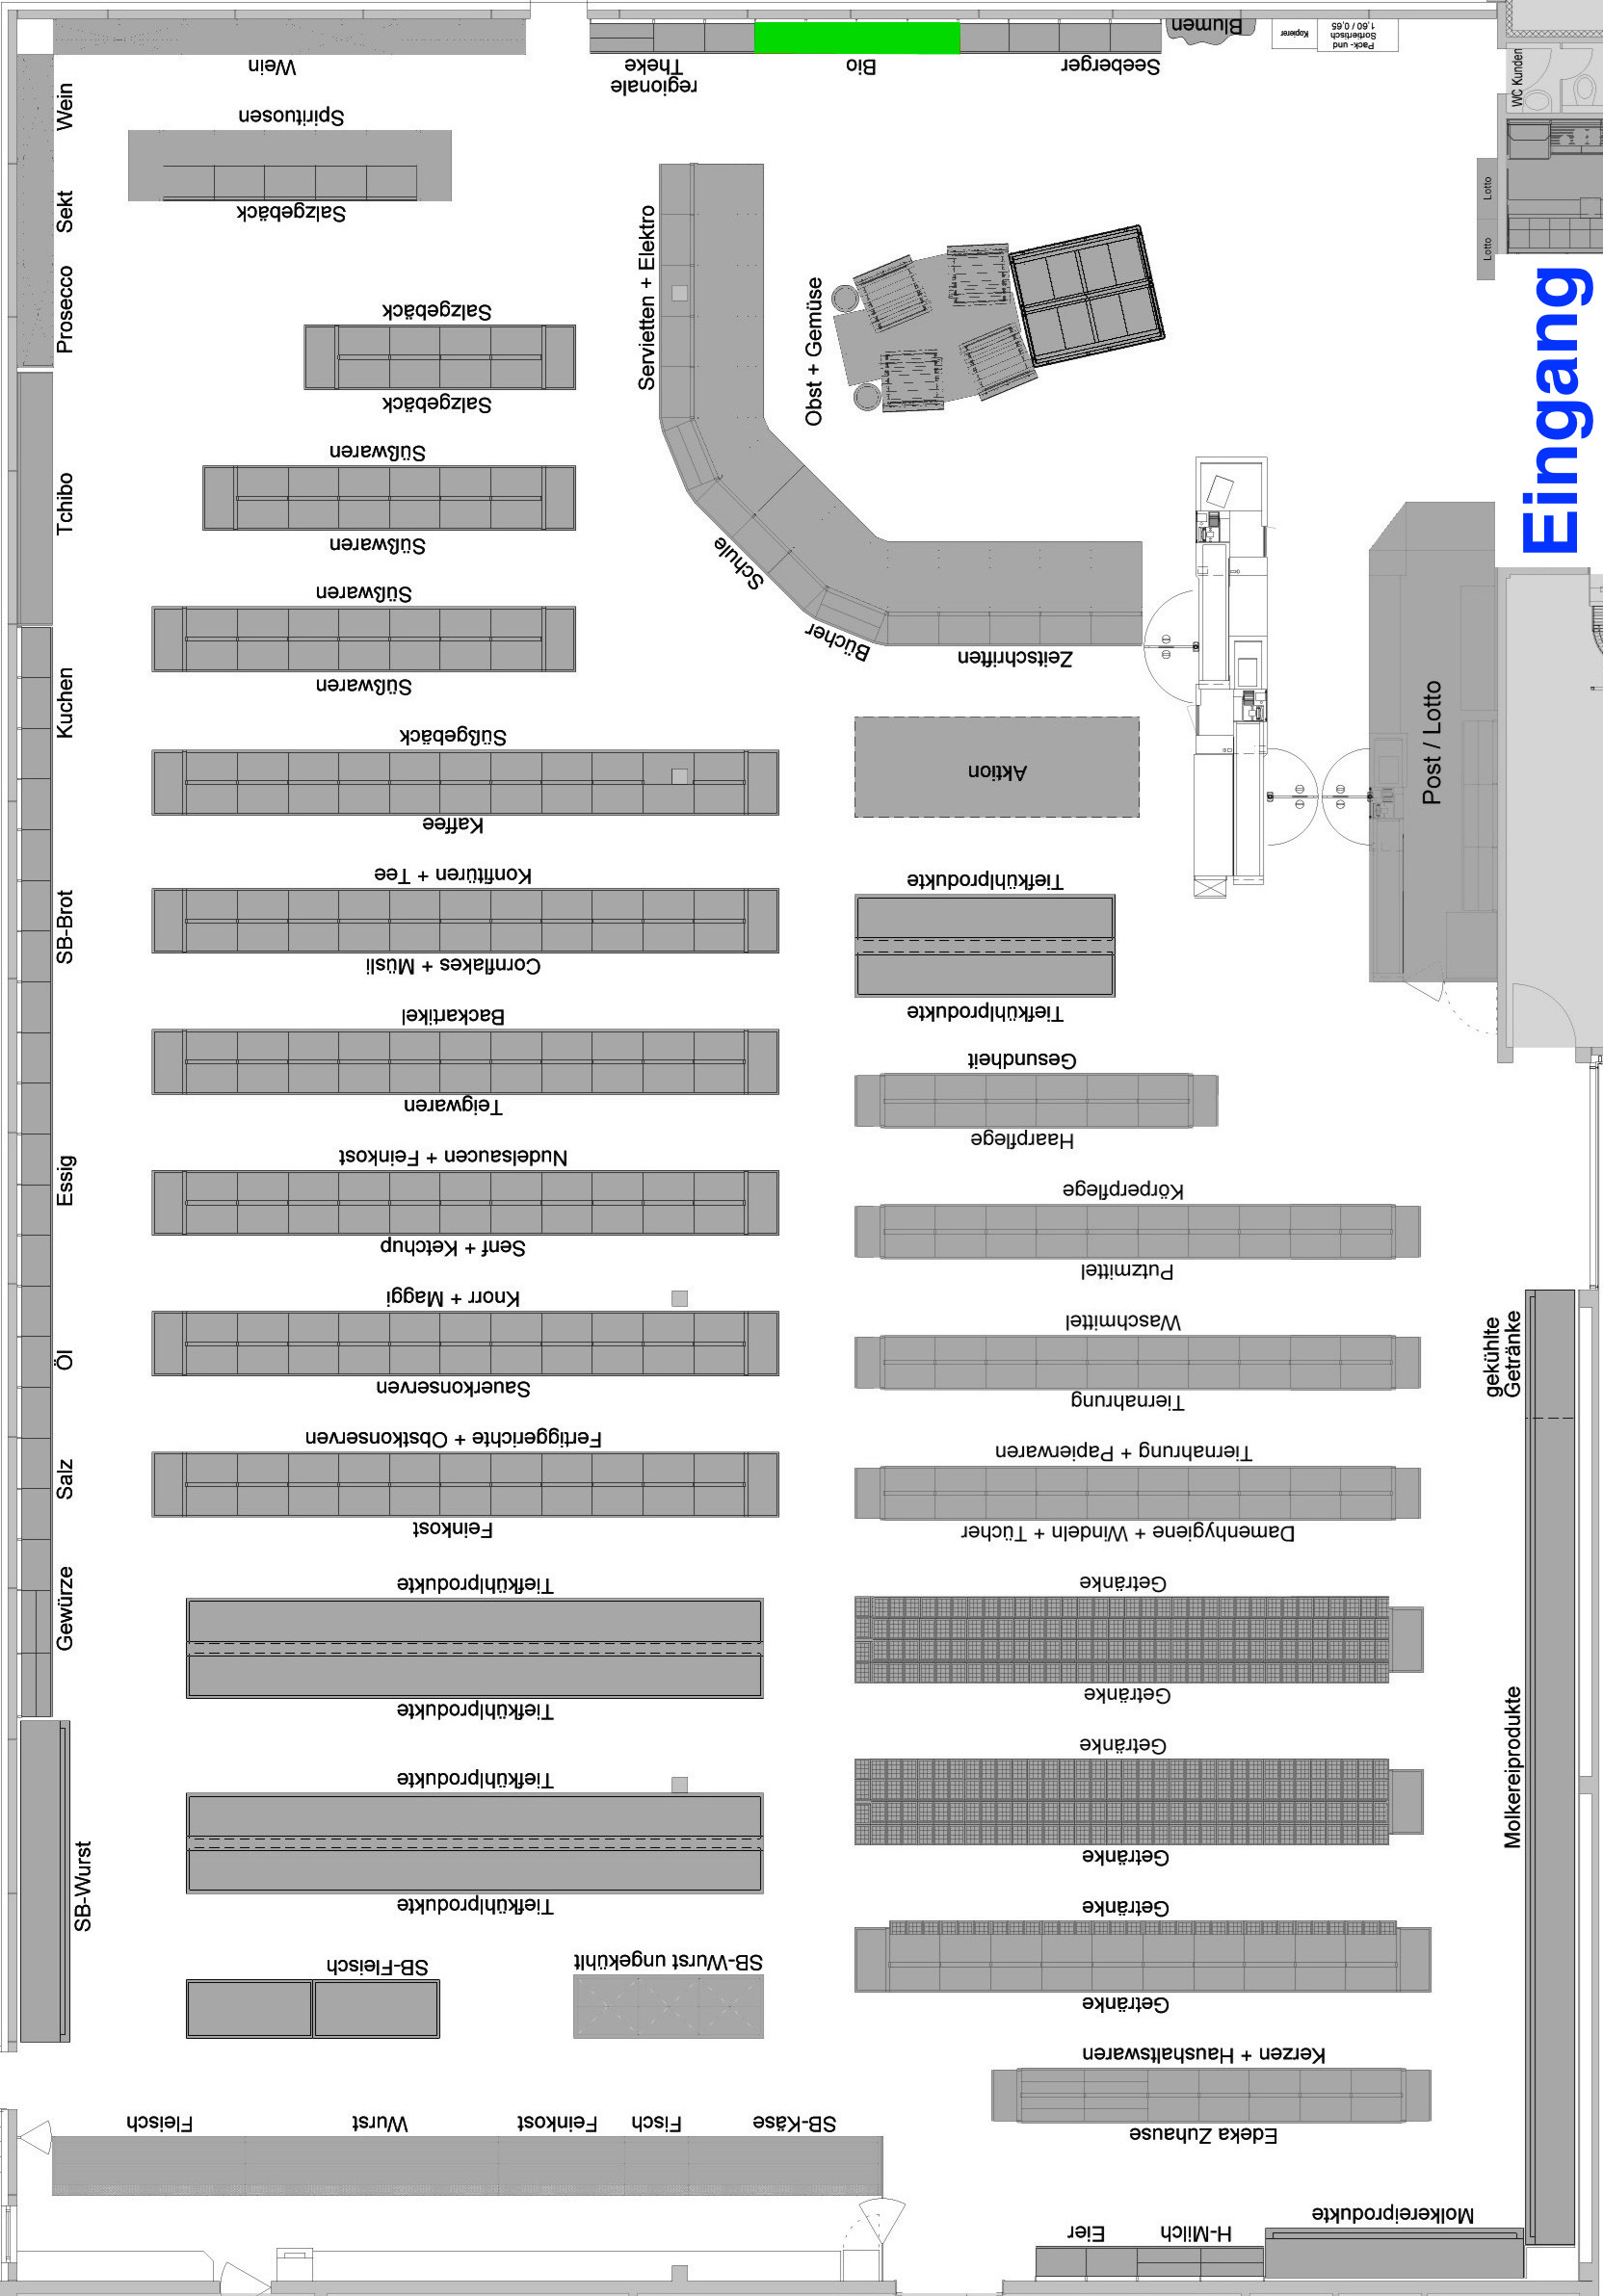 Blumen
Kopierer
Pack- und
Sortiertisch
1,60 / 0,65
WC Kunden
Wein
regionale
Theke
Bio
Seeberger
Wein
Spirituosen
Sekt
Salzgebäck
Lotto
Lotto
Servietten + Elektro
Obst + Gemüse
Prosecco
Eingang
Salzgebäck
Salzgebäck
Tchibo
Süßwaren
Süßwaren
Schule
Süßwaren
Bücher
Zeitschriften
Kuchen
Süßwaren
Süßgebäck
Aktion
Post / Lotto
Kaffee
Konfitüren + Tee
Tiefkühlprodukte
SB-Brot
Cornflakes + Müsli
Backartikel
Tiefkühlprodukte
Gesundheit
Teigwaren
Haarpflege
Nudelsaucen + Feinkost
Essig
Körperpflege
Senf + Ketchup
Putzmittel
Knorr + Maggi
Waschmittel
gekühlte
Getränke
Öl
Sauerkonserven
Tiernahrung
Fertiggerichte + Obstkonserven
Tiernahrung + Papierwaren
Salz
Feinkost
Damenhygiene + Windeln + Tücher
Tiefkühlprodukte
Getränke
Gewürze
Tiefkühlprodukte
Getränke
Molkereiprodukte
Tiefkühlprodukte
Getränke
SB-Wurst
Getränke
Tiefkühlprodukte
Getränke
SB-Fleisch
SB-Wurst ungekühlt
Getränke
Kerzen + Haushaltswaren
Fleisch
Wurst
Feinkost
Fisch
SB-Käse
Edeka Zuhause
Eier
H-Milch
Molkereiprodukte